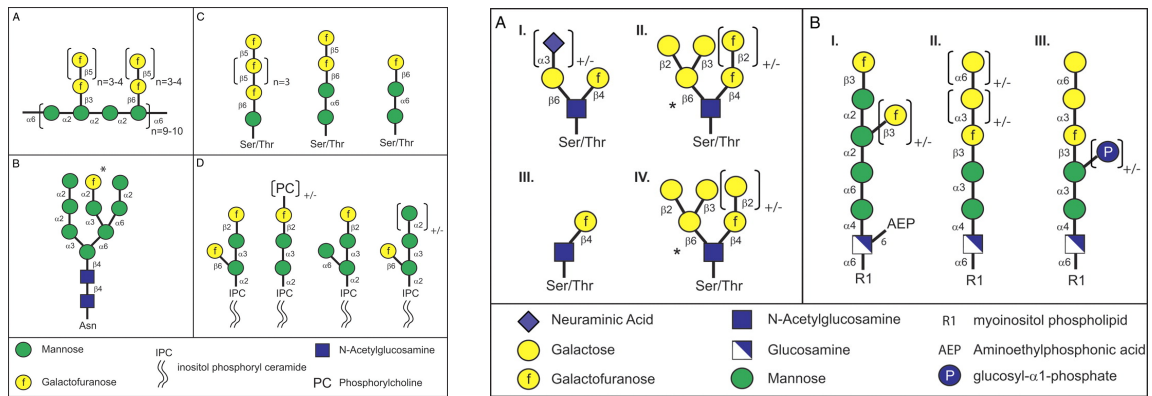 A
f
f
β5
n=3-4
β5
n=3-4
f
f
β3
β6
α6
α2
α2
α2
α6
n=9-10
C
f
β5
f
β5
n=3
f
β6
Ser/Thr
f
β5
f
β6
α6
Ser/Thr
f
β6
α6
Ser/Thr
B
f
*
α2
α2
α2
α2
α3
α6
α3
α6
β4
β4
Asn
D
f
β2
f
α3
β6
α2
IPC
[PC]
+/-
f
β2
α3
α2
IPC
f
β2
α3
α6
α2
IPC
α2
+/-
f
α3
β6
α2
IPC
Mannose
f
Galactofuranose
IPC
inositol phosphoryl ceramide
N-Acetylglucosamine
PC
Phosphorylcholine
A
I.
α3
+/-
f
β6
β4
Ser/Thr
II.
f
β2
β3
β2
+/-
f
*
β6
β4
Ser/Thr
III.
f
β4
Ser/Thr
IV.
β2
β3
β2
+/-
f
*
β6
β4
Ser/Thr
B
I.
f
β3
α2
f
β3
+/-
α2
α6
α4
AEP
6
α6
R1
II.
α6
+/-
α3
+/-
f
β3
α3
α4
α6
R1
III.
α6
α3
f
β3
P
+/-
α3
α4
α6
R1
Neuraminic Acid
Galactose
f
Galactofuranose
N-Acetylglucosamine
Glucosamine
Mannose
R1
myoinositol phospholipid
AEP
Aminoethylphosphonic acid
P
glucosyl-α1-phosphate